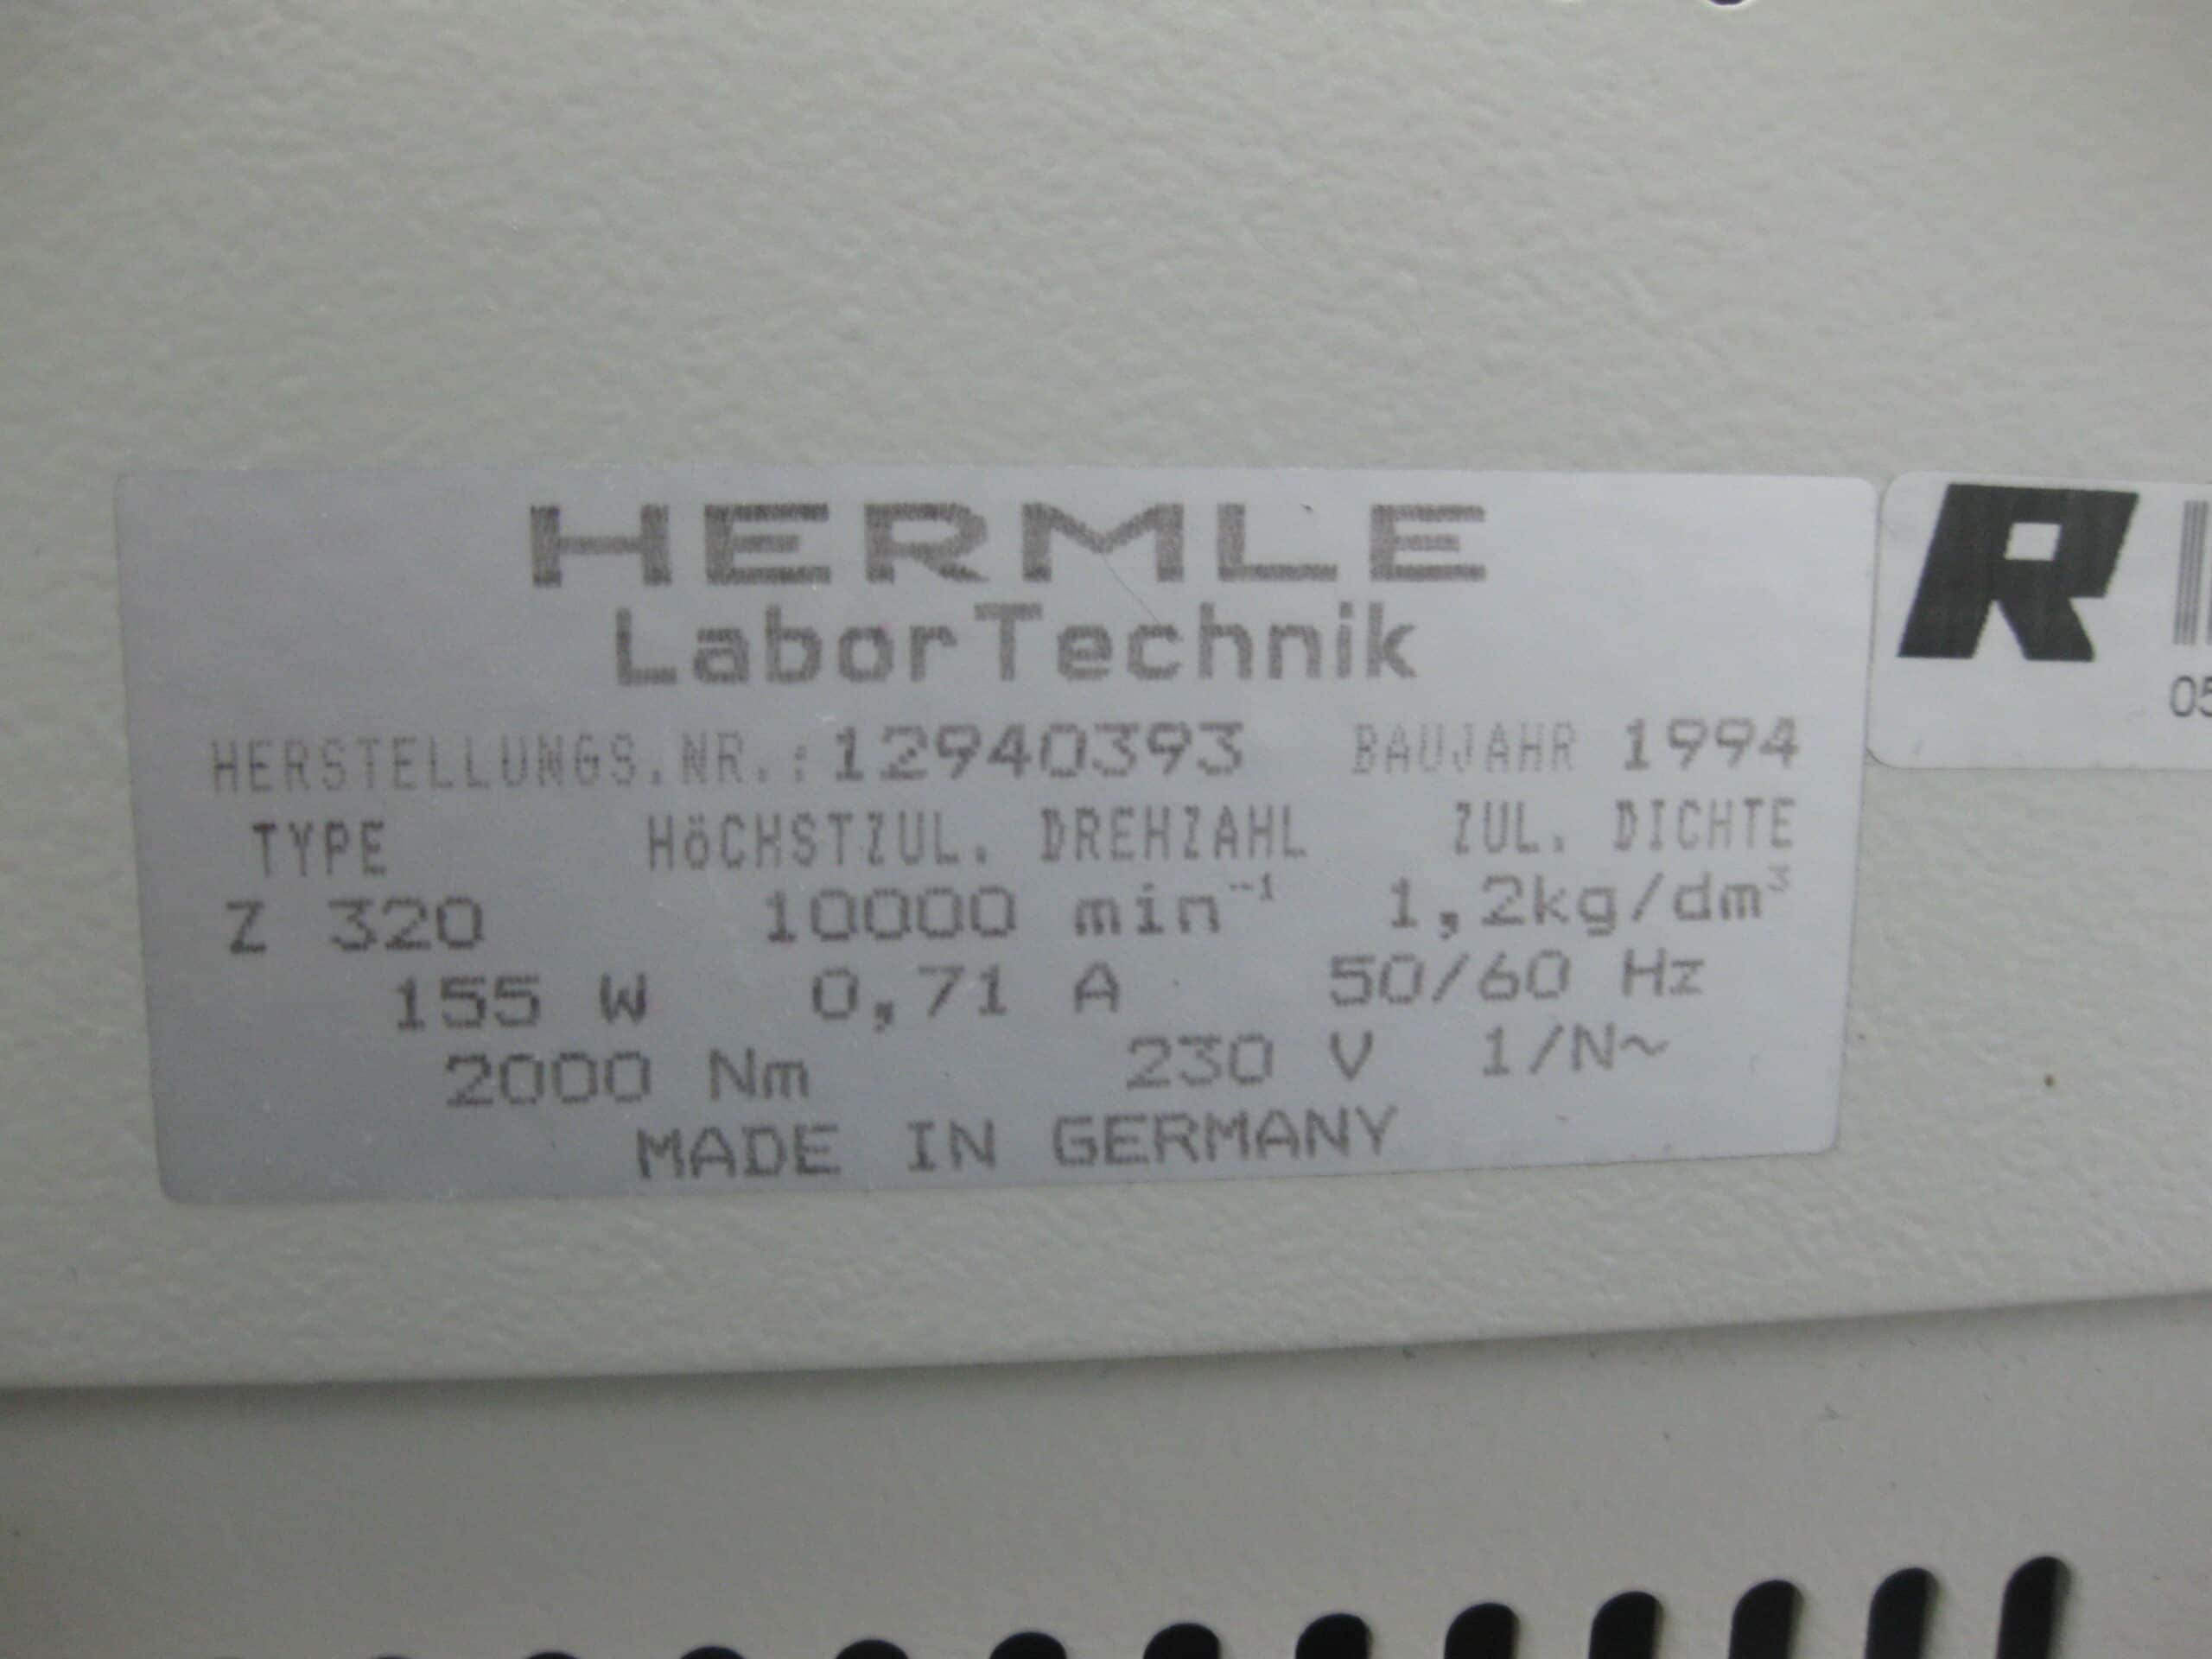 HERMLE
LaborTechnik
HERSTELLUNGS.NR.:12940393 BAUJAHR 1994
TYPE HÖCHSTZUL. DREHZAHL ZUL. DICHTE
Z 320 10000 min⁻¹ 1,2kg/dm³
155 W 0,71 A 50/60 Hz
2000 Nm 230 V 1/N~
MADE IN GERMANY
R
05